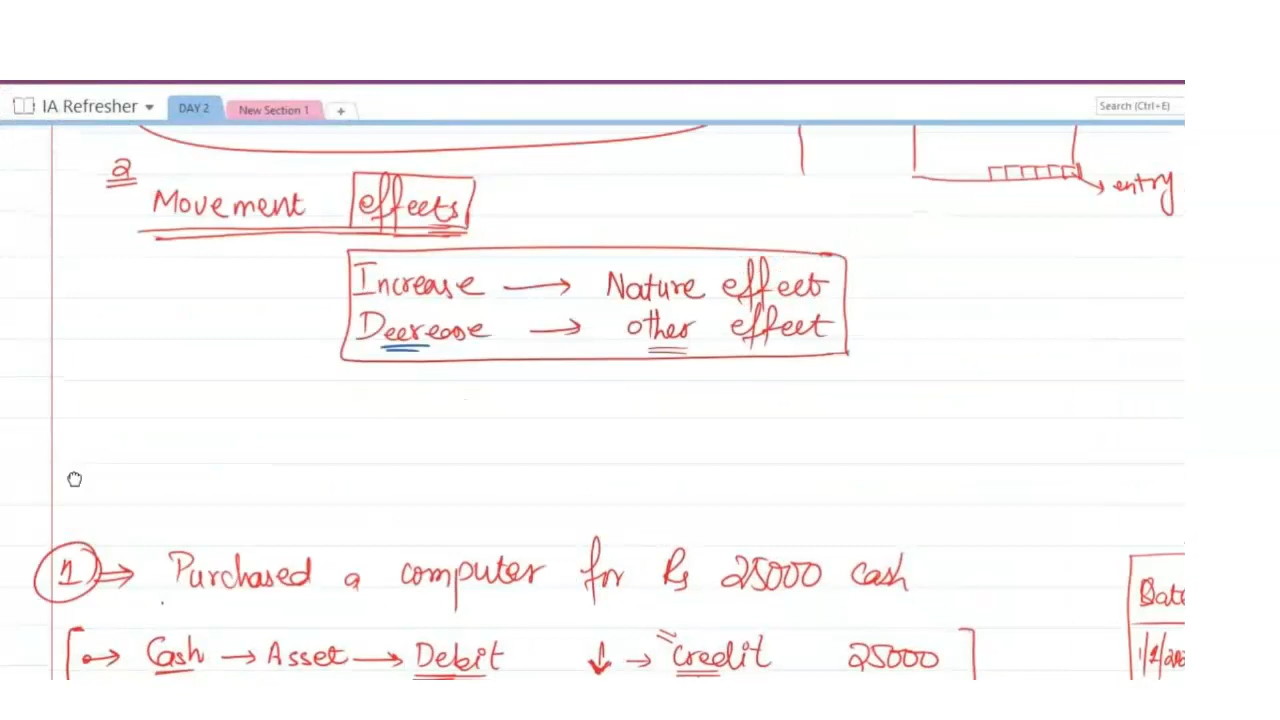 IA Refresher DAY 2 New Section 1 + Search (Ctrl+E)
2
entry
Movement effects
Increase → Nature effect
Decrease → other effect
1 ⇒ Purchased a computer for Rs 25000 cash
Date
→ Cash → Asset → Debit ↓ → Credit 25000